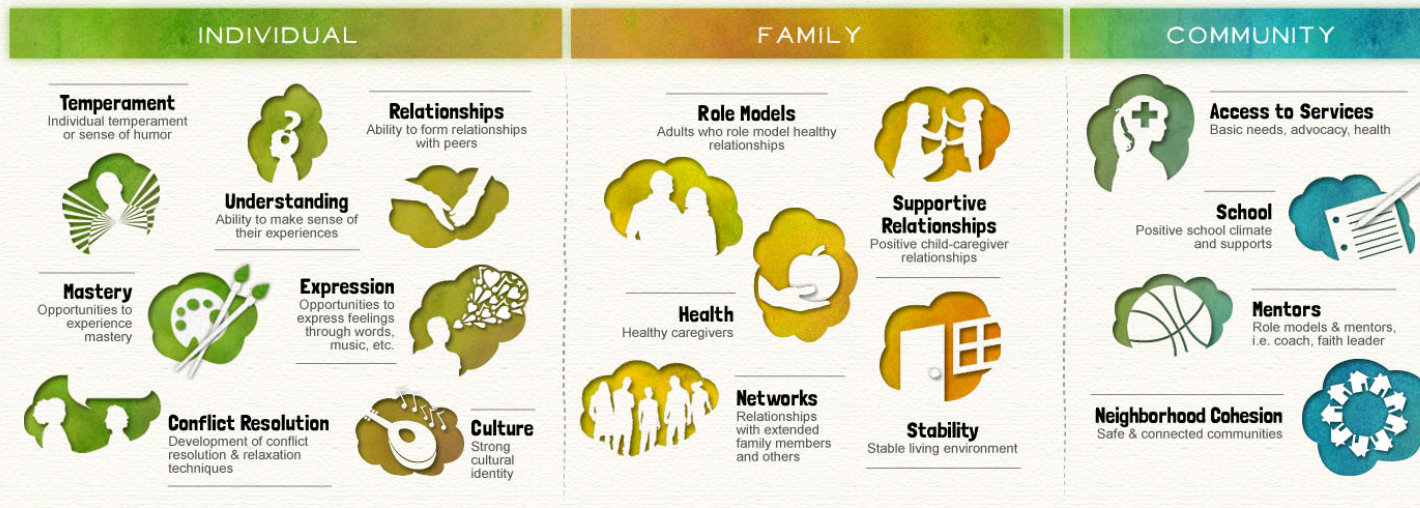 INDIVIDUAL
Temperament
Individual temperament
or sense of humor
Understanding
Ability to make sense of
their experiences
Relationships
Ability to form relationships
with peers
Mastery
Opportunities to
experience
mastery
Expression
Opportunities to
express feelings
through words,
music, etc.
Conflict Resolution
Development of conflict
resolution & relaxation
techniques
Culture
Strong
cultural
identity
FAMILY
Role Models
Adults who role model healthy
relationships
Supportive
Relationships
Positive child-caregiver
relationships
Health
Healthy caregivers
Networks
Relationships
with extended
family members
and others
Stability
Stable living environment
COMMUNITY
Access to Services
Basic needs, advocacy, health
School
Positive school climate
and supports
Mentors
Role models & mentors,
i.e. coach, faith leader
Neighborhood Cohesion
Safe & connected communities